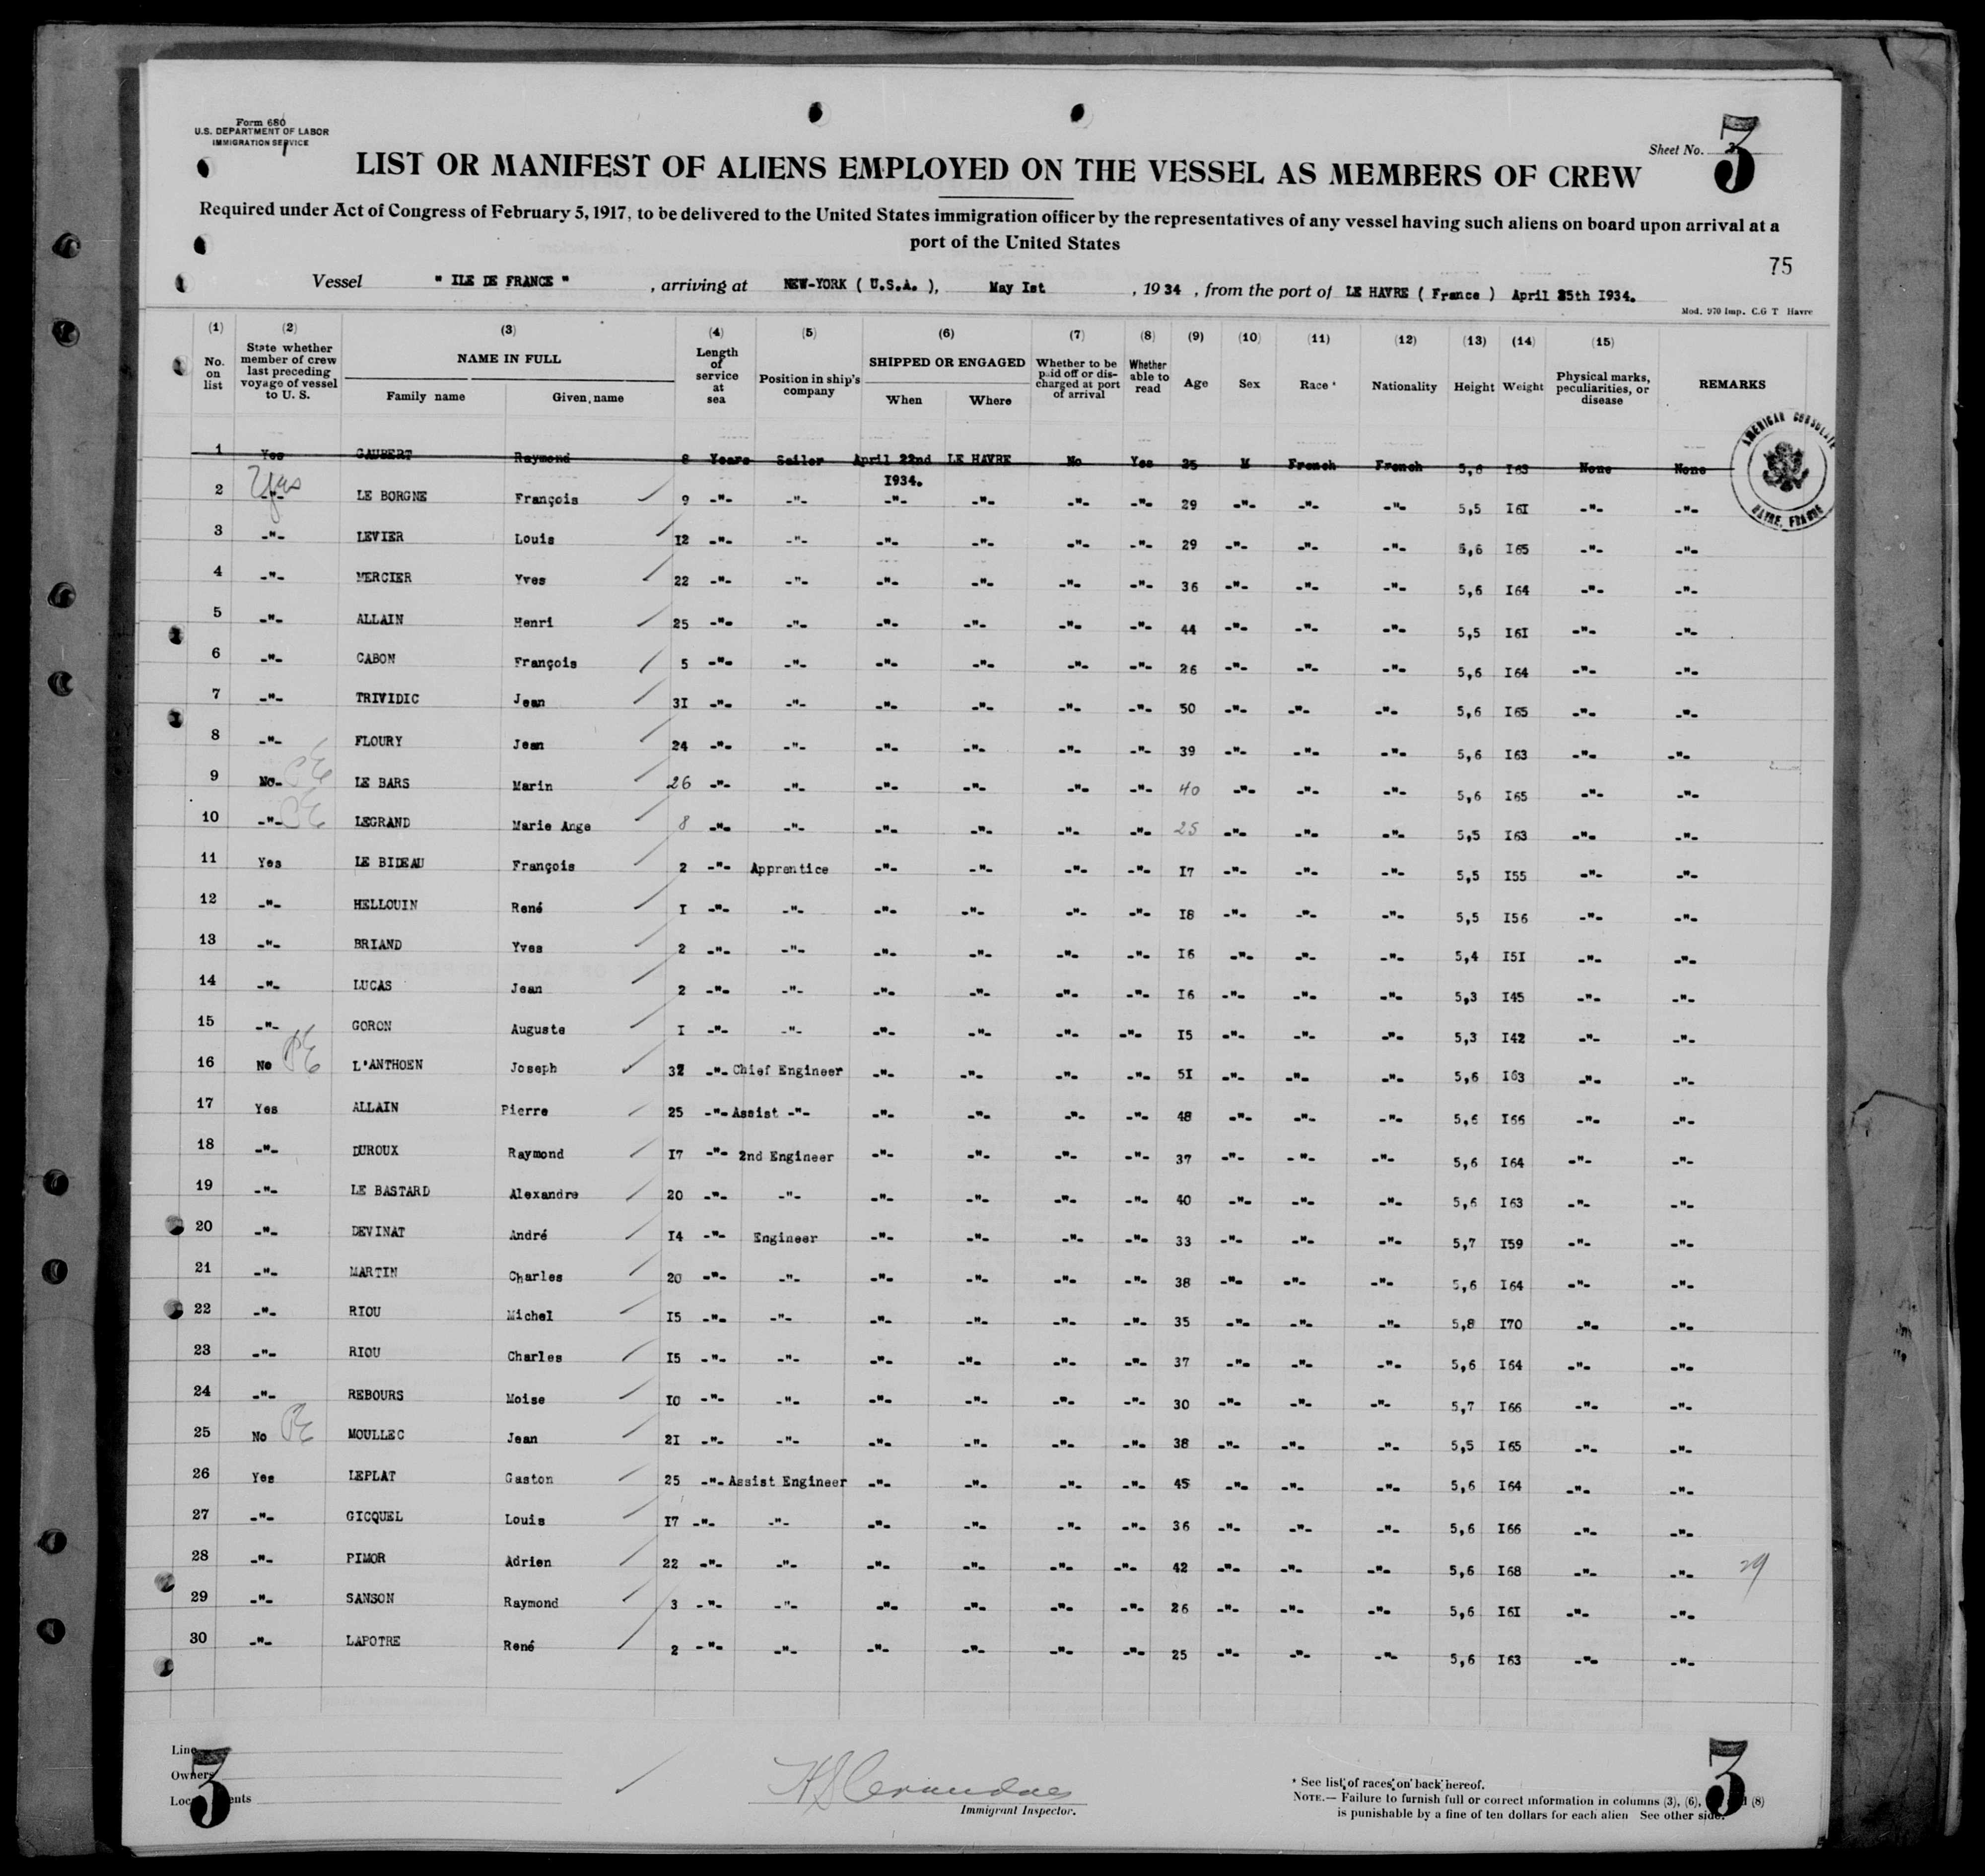 Form 680
U.S. DEPARTMENT OF LABOR
IMMIGRATION SERVICE
Sheet No. 3
LIST OR MANIFEST OF ALIENS EMPLOYED ON THE VESSEL AS MEMBERS OF CREW
Required under Act of Congress of February 5, 1917, to be delivered to the United States immigration officer by the representatives of any vessel having such aliens on board upon arrival at a
port of the United States
75
Vessel " ILE DE FRANCE " , arriving at NEW-YORK ( U.S.A. ), May Ist , 1934 , from the port of LE HAVRE ( France ) April 25th I934.
Mod. 970 Imp. C.G T Havre
(1) No. on list (2) State whether member of crew last preceding voyage of vessel to U. S. (3) NAME IN FULL Family name Given name (4) Length of service at sea (5) Position in ship's company (6) SHIPPED OR ENGAGED When Where (7) Whether to be paid off or discharged at port of arrival (8) Whether able to read (9) Age (10) Sex (11) Race * (12) Nationality (13) Height (14) Weight (15) Physical marks, peculiarities, or disease REMARKS
AMERICAN CONSULATE HAVRE, FRANCE
1 Yes GAUBERT Raymond 8 Years Sailor April 22nd I934. LE HAVRE No Yes 25 M French French 5,6 I63 None None
2 Yes -"- LE BORGNE François 9 -"- -"- -"- -"- -"- -"- 29 -"- -"- -"- 5,5 I6I -"- -"-
3 -"- LEVIER Louis I2 -"- -"- -"- -"- -"- -"- 29 -"- -"- -"- 5,6 I65 -"- -"-
4 -"- MERCIER Yves 22 -"- -"- -"- -"- -"- -"- 36 -"- -"- -"- 5,6 I64 -"- -"-
5 -"- ALLAIN Henri 25 -"- -"- -"- -"- -"- -"- 44 -"- -"- -"- 5,5 I6I -"- -"-
6 -"- CABON François 5 -"- -"- -"- -"- -"- -"- 26 -"- -"- -"- 5,6 I64 -"- -"-
7 -"- TRIVIDIC Jean 3I -"- -"- -"- -"- -"- -"- 50 -"- -"- -"- 5,6 I65 -"- -"-
8 -"- FLOURY Jean 24 -"- -"- -"- -"- -"- -"- 39 -"- -"- -"- 5,6 I63 -"- -"-
9 No- LE BARS Marin 26 -"- -"- -"- -"- -"- -"- 40 -"- -"- -"- 5,6 I65 -"- -"-
10 -"- LEGRAND Marie Ange 8 -"- -"- -"- -"- -"- -"- 25 -"- -"- -"- 5,5 I63 -"- -"-
11 Yes LE BIDEAU François 2 -"- Apprentice -"- -"- -"- -"- I7 -"- -"- -"- 5,5 I55 -"- -"-
12 -"- HELLOUIN René I -"- -"- -"- -"- -"- -"- I8 -"- -"- -"- 5,5 I56 -"- -"-
13 -"- BRIAND Yves 2 -"- -"- -"- -"- -"- -"- I6 -"- -"- -"- 5,4 I5I -"- -"-
14 -"- LUCAS Jean 2 -"- -"- -"- -"- -"- -"- I6 -"- -"- -"- 5,3 I45 -"- -"-
15 -"- GORON Auguste I -"- -"- -"- -"- -"- -"- I5 -"- -"- -"- 5,3 I42 -"- -"-
16 No L'ANTHOEN Joseph 32 -"- Chief Engineer -"- -"- -"- -"- 5I -"- -"- -"- 5,6 I63 -"- -"-
17 Yes ALLAIN Pierre 25 -"- Assist -"- -"- -"- -"- -"- 48 -"- -"- -"- 5,6 I66 -"- -"-
18 -"- DUROUX Raymond I7 -"- 2nd Engineer -"- -"- -"- -"- 37 -"- -"- -"- 5,6 I64 -"- -"-
19 -"- LE BASTARD Alexandre 20 -"- -"- -"- -"- -"- -"- 40 -"- -"- -"- 5,6 I63 -"- -"-
20 -"- DEVINAT André I4 -"- Engineer -"- -"- -"- -"- 33 -"- -"- -"- 5,7 I59 -"- -"-
21 -"- MARTIN Charles 20 -"- -"- -"- -"- -"- -"- 38 -"- -"- -"- 5,6 I64 -"- -"-
22 -"- RIOU Michel I5 -"- -"- -"- -"- -"- -"- 35 -"- -"- -"- 5,8 I70 -"- -"-
23 -"- RIOU Charles I5 -"- -"- -"- -"- -"- -"- 37 -"- -"- -"- 5,6 I64 -"- -"-
24 -"- REBOURS Moise I0 -"- -"- -"- -"- -"- -"- 30 -"- -"- -"- 5,7 I66 -"- -"-
25 No MOULLEC Jean 2I -"- -"- -"- -"- -"- -"- 38 -"- -"- -"- 5,5 I65 -"- -"-
26 Yes LEPLAT Gaston 25 -"- Assist Engineer -"- -"- -"- -"- 45 -"- -"- -"- 5,6 I64 -"- -"-
27 -"- GICQUEL Louis I7 -"- -"- -"- -"- -"- -"- 36 -"- -"- -"- 5,6 I66 -"- -"-
28 -"- PIMOR Adrien 22 -"- -"- -"- -"- -"- -"- 42 -"- -"- -"- 5,6 I68 -"- -"- 29
29 -"- SANSON Raymond 3 -"- -"- -"- -"- -"- -"- 26 -"- -"- -"- 5,6 I6I -"- -"-
30 -"- LAPOTRE René 2 -"- -"- -"- -"- -"- -"- 25 -"- -"- -"- 5,6 I63 -"- -"-
Line
Owners
3
Immigrant Inspector.
* See list of races on back hereof.
NOTE.— Failure to furnish full or correct information in columns (3), (6), (8)
is punishable by a fine of ten dollars for each alien See other side.
3